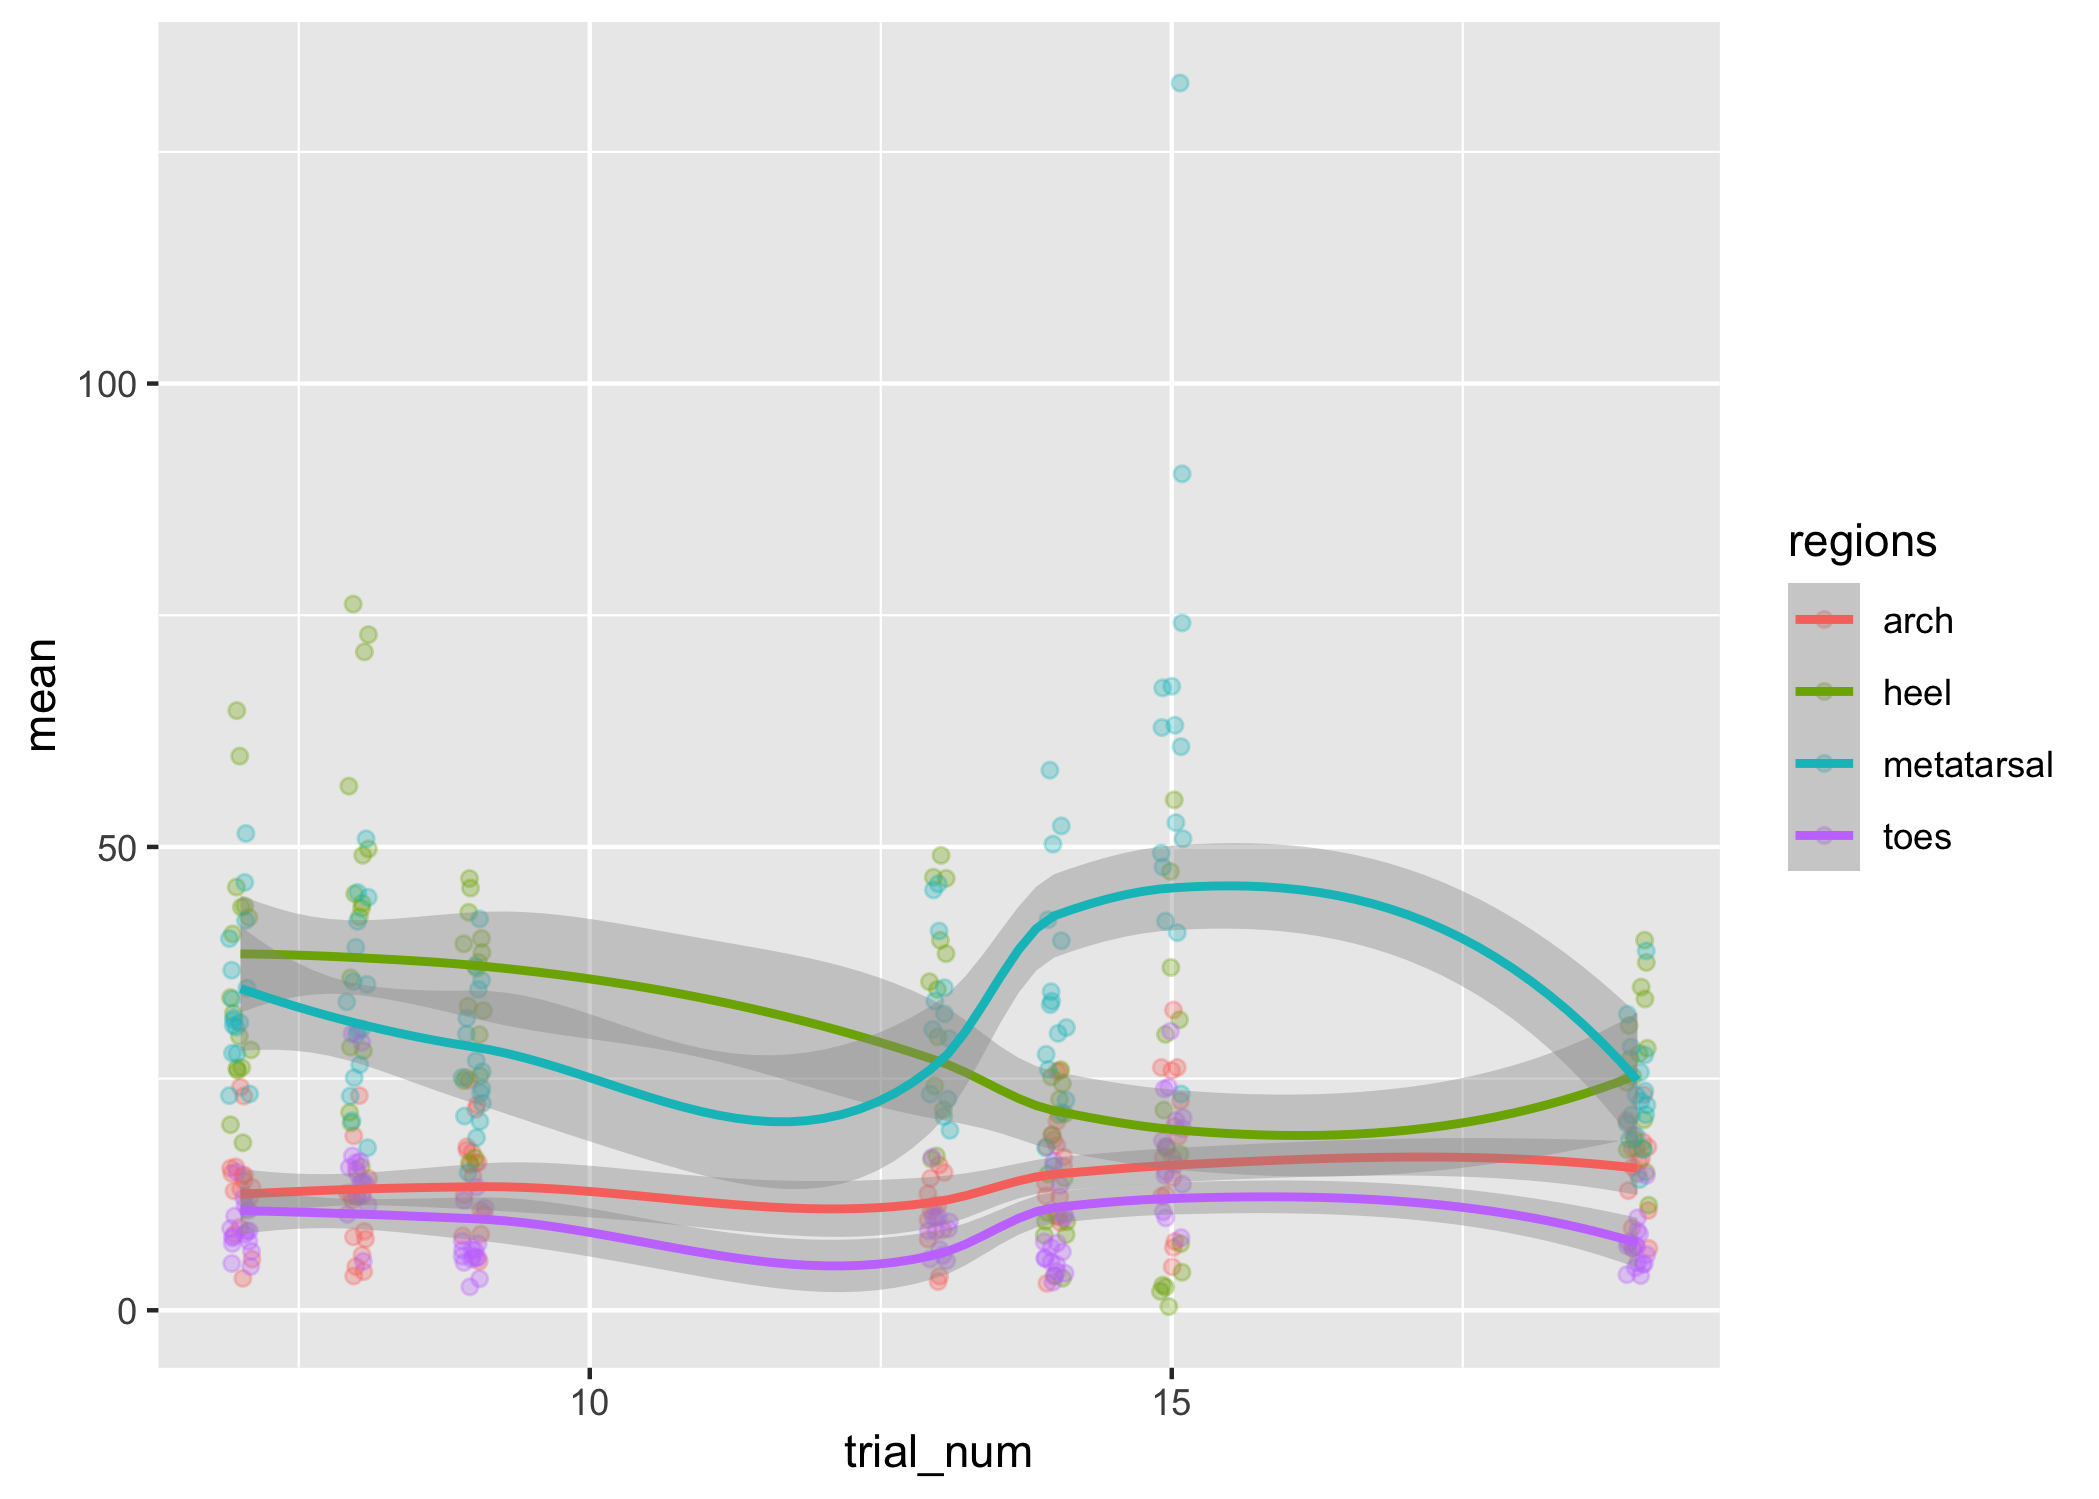 mean
100
50
0
10
15
trial_num
regions
arch
heel
metatarsal
toes